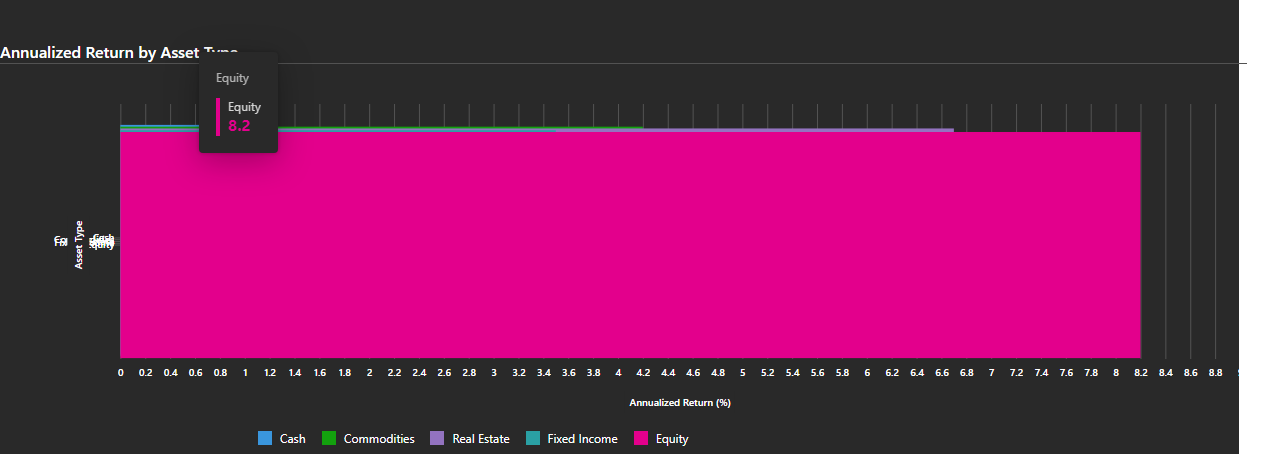 Annualized Return by Asset Type
Equity
Equity
8.2
Asset Type
Cash
0 0.2 0.4 0.6 0.8 1 1.2 1.4 1.6 1.8 2 2.2 2.4 2.6 2.8 3 3.2 3.4 3.6 3.8 4 4.2 4.4 4.6 4.8 5 5.2 5.4 5.6 5.8 6 6.2 6.4 6.6 6.8 7 7.2 7.4 7.6 7.8 8 8.2 8.4 8.6 8.8
Annualized Return (%)
Cash Commodities Real Estate Fixed Income Equity